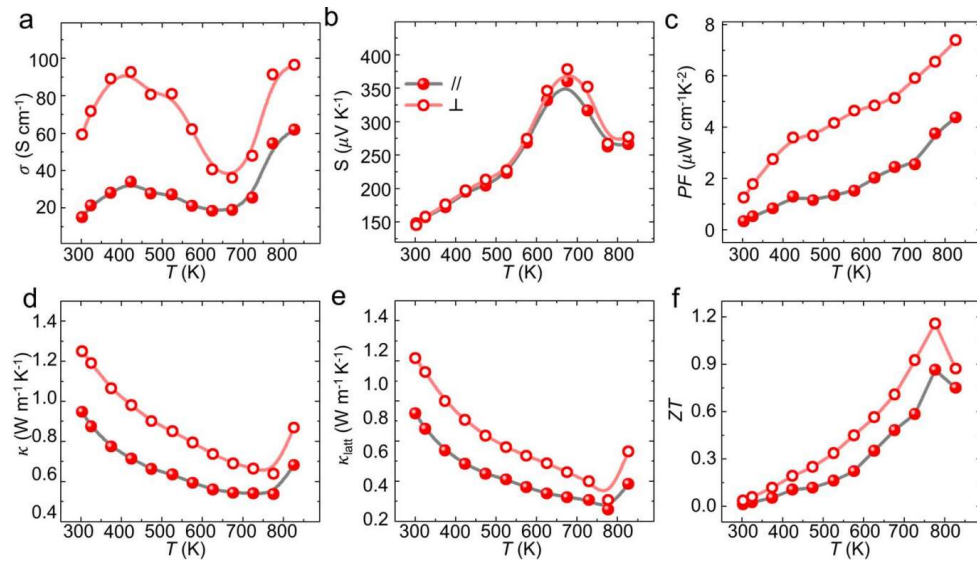 a
σ (S cm⁻¹)
100
80
60
40
20
300 400 500 600 700 800
T (K)
b
S (μV K⁻¹)
400
350
300
250
200
150
//
⊥
300 400 500 600 700 800
T (K)
c
PF (μW cm⁻¹K⁻²)
8
6
4
2
0
300 400 500 600 700 800
T (K)
d
κ (W m⁻¹ K⁻¹)
1.4
1.2
1.0
0.8
0.6
0.4
300 400 500 600 700 800
T (K)
e
κlatt (W m⁻¹ K⁻¹)
1.4
1.2
1.0
0.8
0.6
0.4
0.2
300 400 500 600 700 800
T (K)
f
ZT
1.2
0.9
0.6
0.3
0.0
300 400 500 600 700 800
T (K)